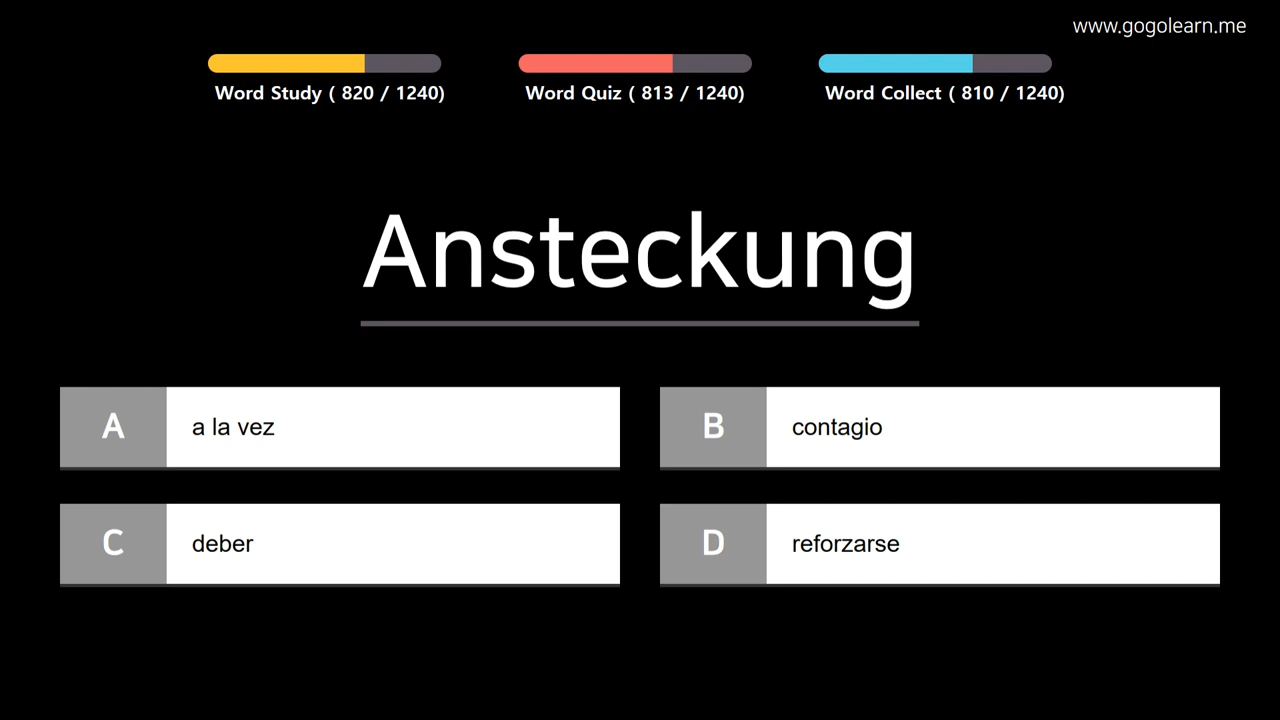 www.gogolearn.me
Word Study ( 820 / 1240)
Word Quiz ( 813 / 1240)
Word Collect ( 810 / 1240)
Ansteckung
A
a la vez
B
contagio
C
deber
D
reforzarse